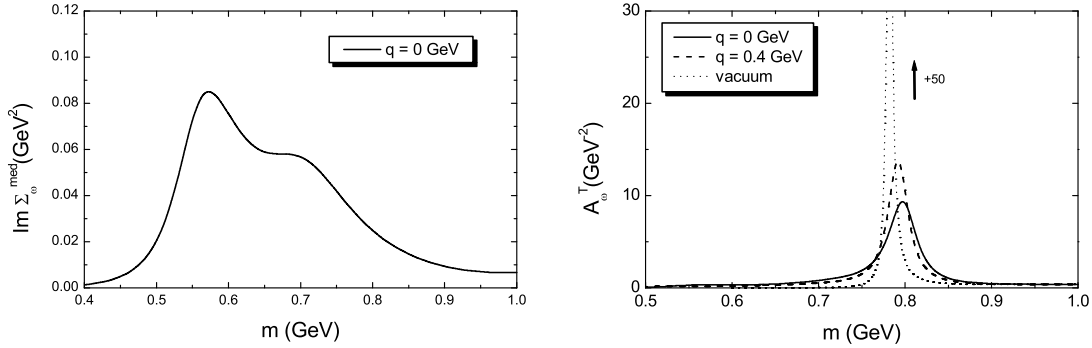 0.12
0.10
0.08
0.06
0.04
0.02
0.00
Im Σω^med(GeV²)
q = 0 GeV
0.4 0.5 0.6 0.7 0.8 0.9 1.0
m (GeV)
30
20
10
0
Aω^T(GeV⁻²)
q = 0 GeV
q = 0.4 GeV
vacuum
+50
0.5 0.6 0.7 0.8 0.9 1.0
m (GeV)